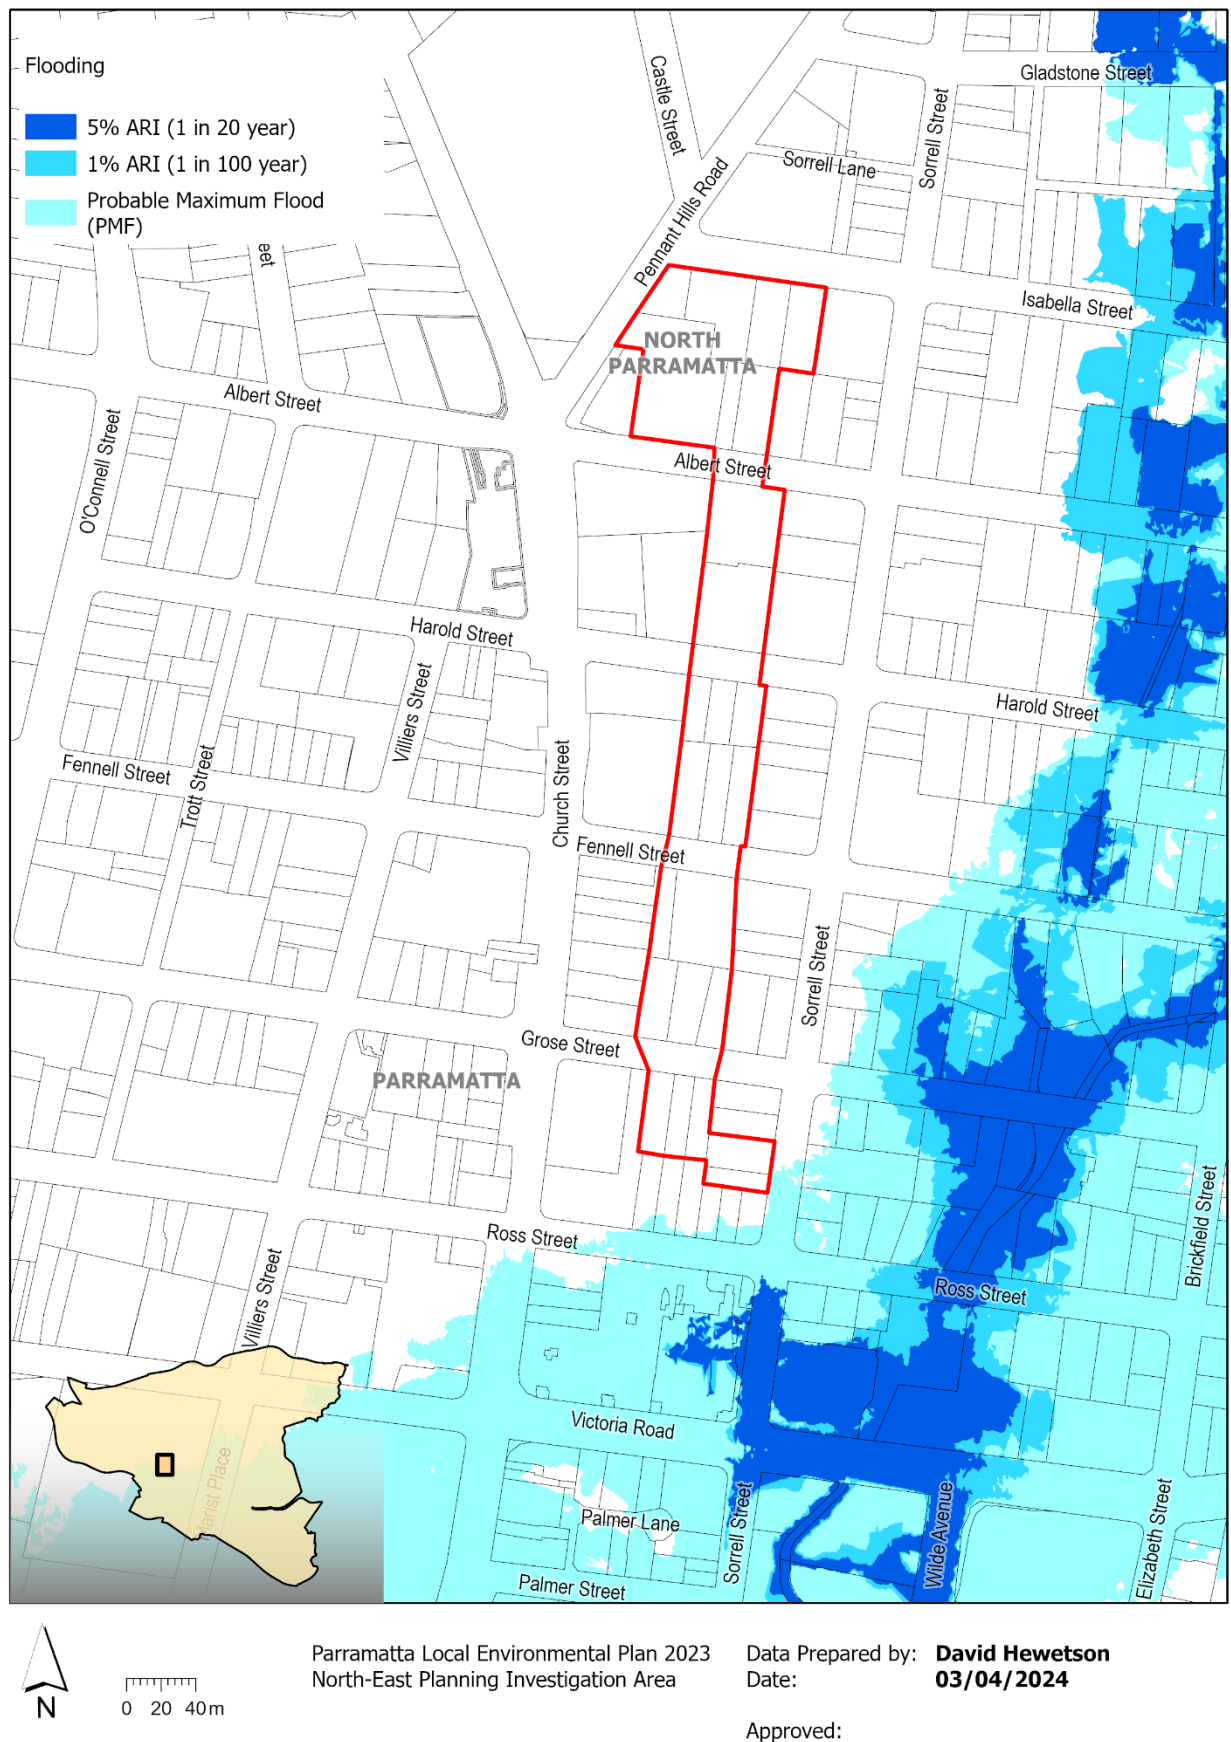 Flooding
5% ARI (1 in 20 year)
1% ARI (1 in 100 year)
Probable Maximum Flood
(PMF)
Gladstone Street
Castle Street
Sorrell Street
Sorrell Lane
Pennant Hills Road
eet
Isabella Street
NORTH
PARRAMATTA
Albert Street
O'Connell Street
Albert Street
Harold Street
Villiers Street
Harold Street
Fennell Street
Trott Street
Church Street
Fennell Street
Sorrell Street
Grose Street
PARRAMATTA
Brickfield Street
Ross Street
Villiers Street
Ross Street
Victoria Road
Marist Place
Palmer Lane
Sorrell Street
Wilde Avenue
Elizabeth Street
Palmer Street
N
0 20 40m
Parramatta Local Environmental Plan 2023
North-East Planning Investigation Area
Data Prepared by: David Hewetson
Date: 03/04/2024
Approved: